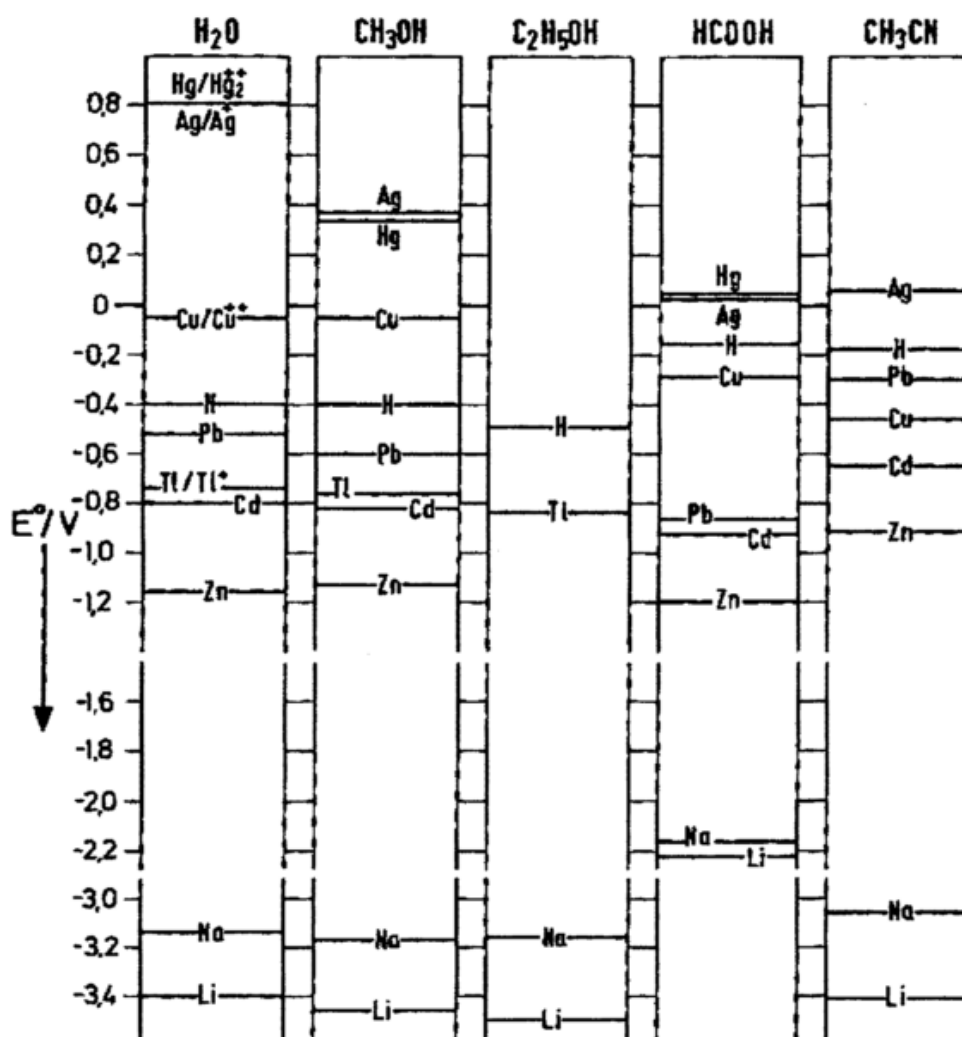 H2O CH3OH C2H5OH HCOOH CH3CN
Hg/Hg2++
0,8
Ag/Ag+
0,6
0,4 Ag
Hg
0,2
Hg
0 Ag
Ag
Cu/Cu++ Cu
-0,2 H H
Cu Pb
-0,4 H H
Cu
Pb H
-0,6 Pb
Cd
Tl/Tl+ Tl
-0,8 Cd Cd Tl
Pb
E°/V Cd Zn
-1,0
Zn Zn
-1,2 Zn
-1,6
-1,8
-2,0
Na
-2,2 Li
-3,0 Na
Na Na Na
-3,2
-3,4 Li Li Li Li